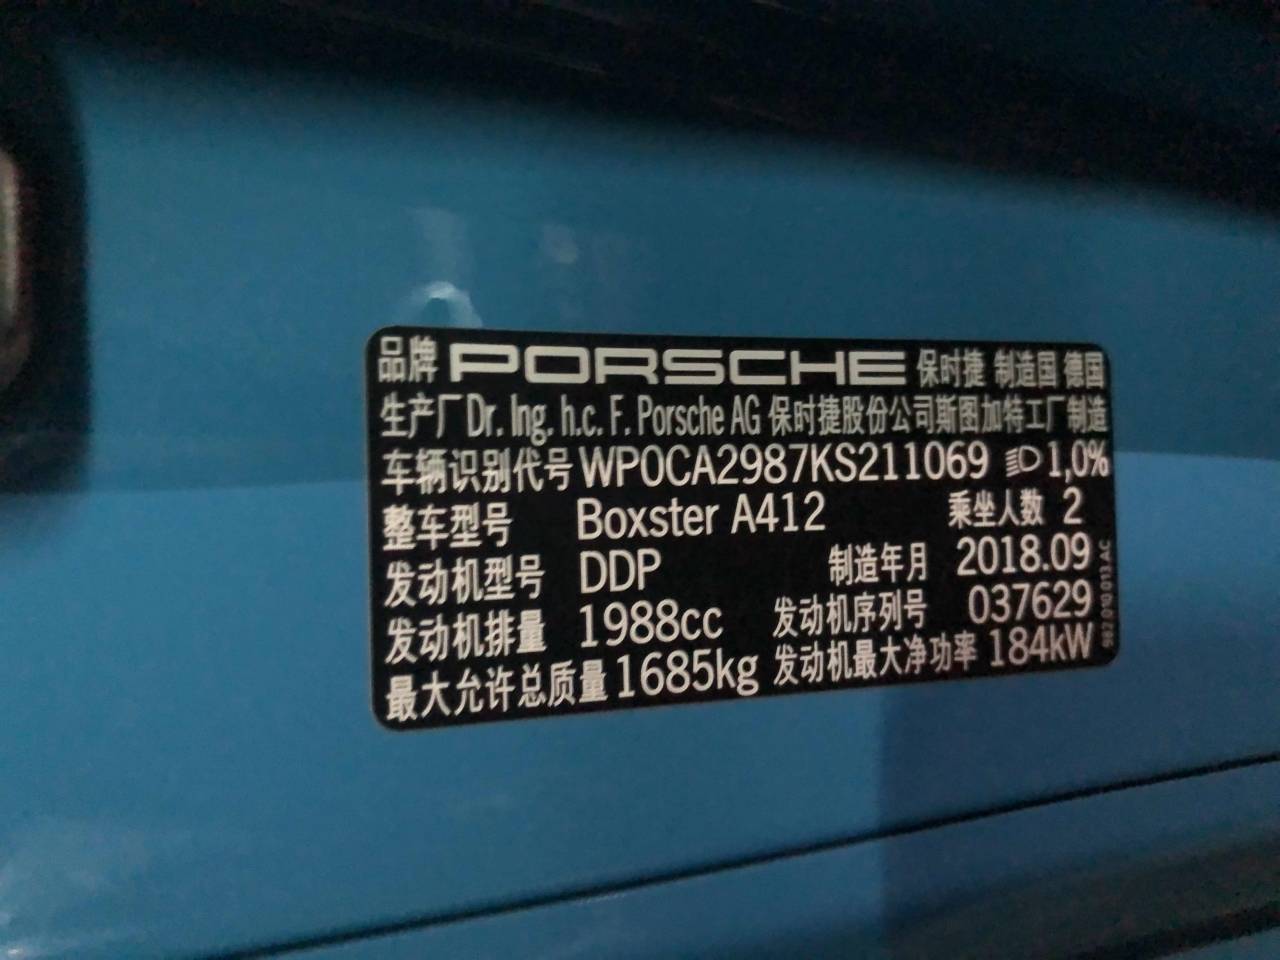 品牌 PORSCHE 保时捷 制造国 德国
生产厂 Dr. Ing. h.c. F. Porsche AG 保时捷股份公司斯图加特工厂制造
车辆识别代号 WP0CA2987KS211069 1,0%
整车型号 Boxster A412 乘坐人数 2
发动机型号 DDP 制造年月 2018.09
发动机排量 1988cc 发动机序列号 037629
最大允许总质量 1685kg 发动机最大净功率 184kW
982.010.013.AC